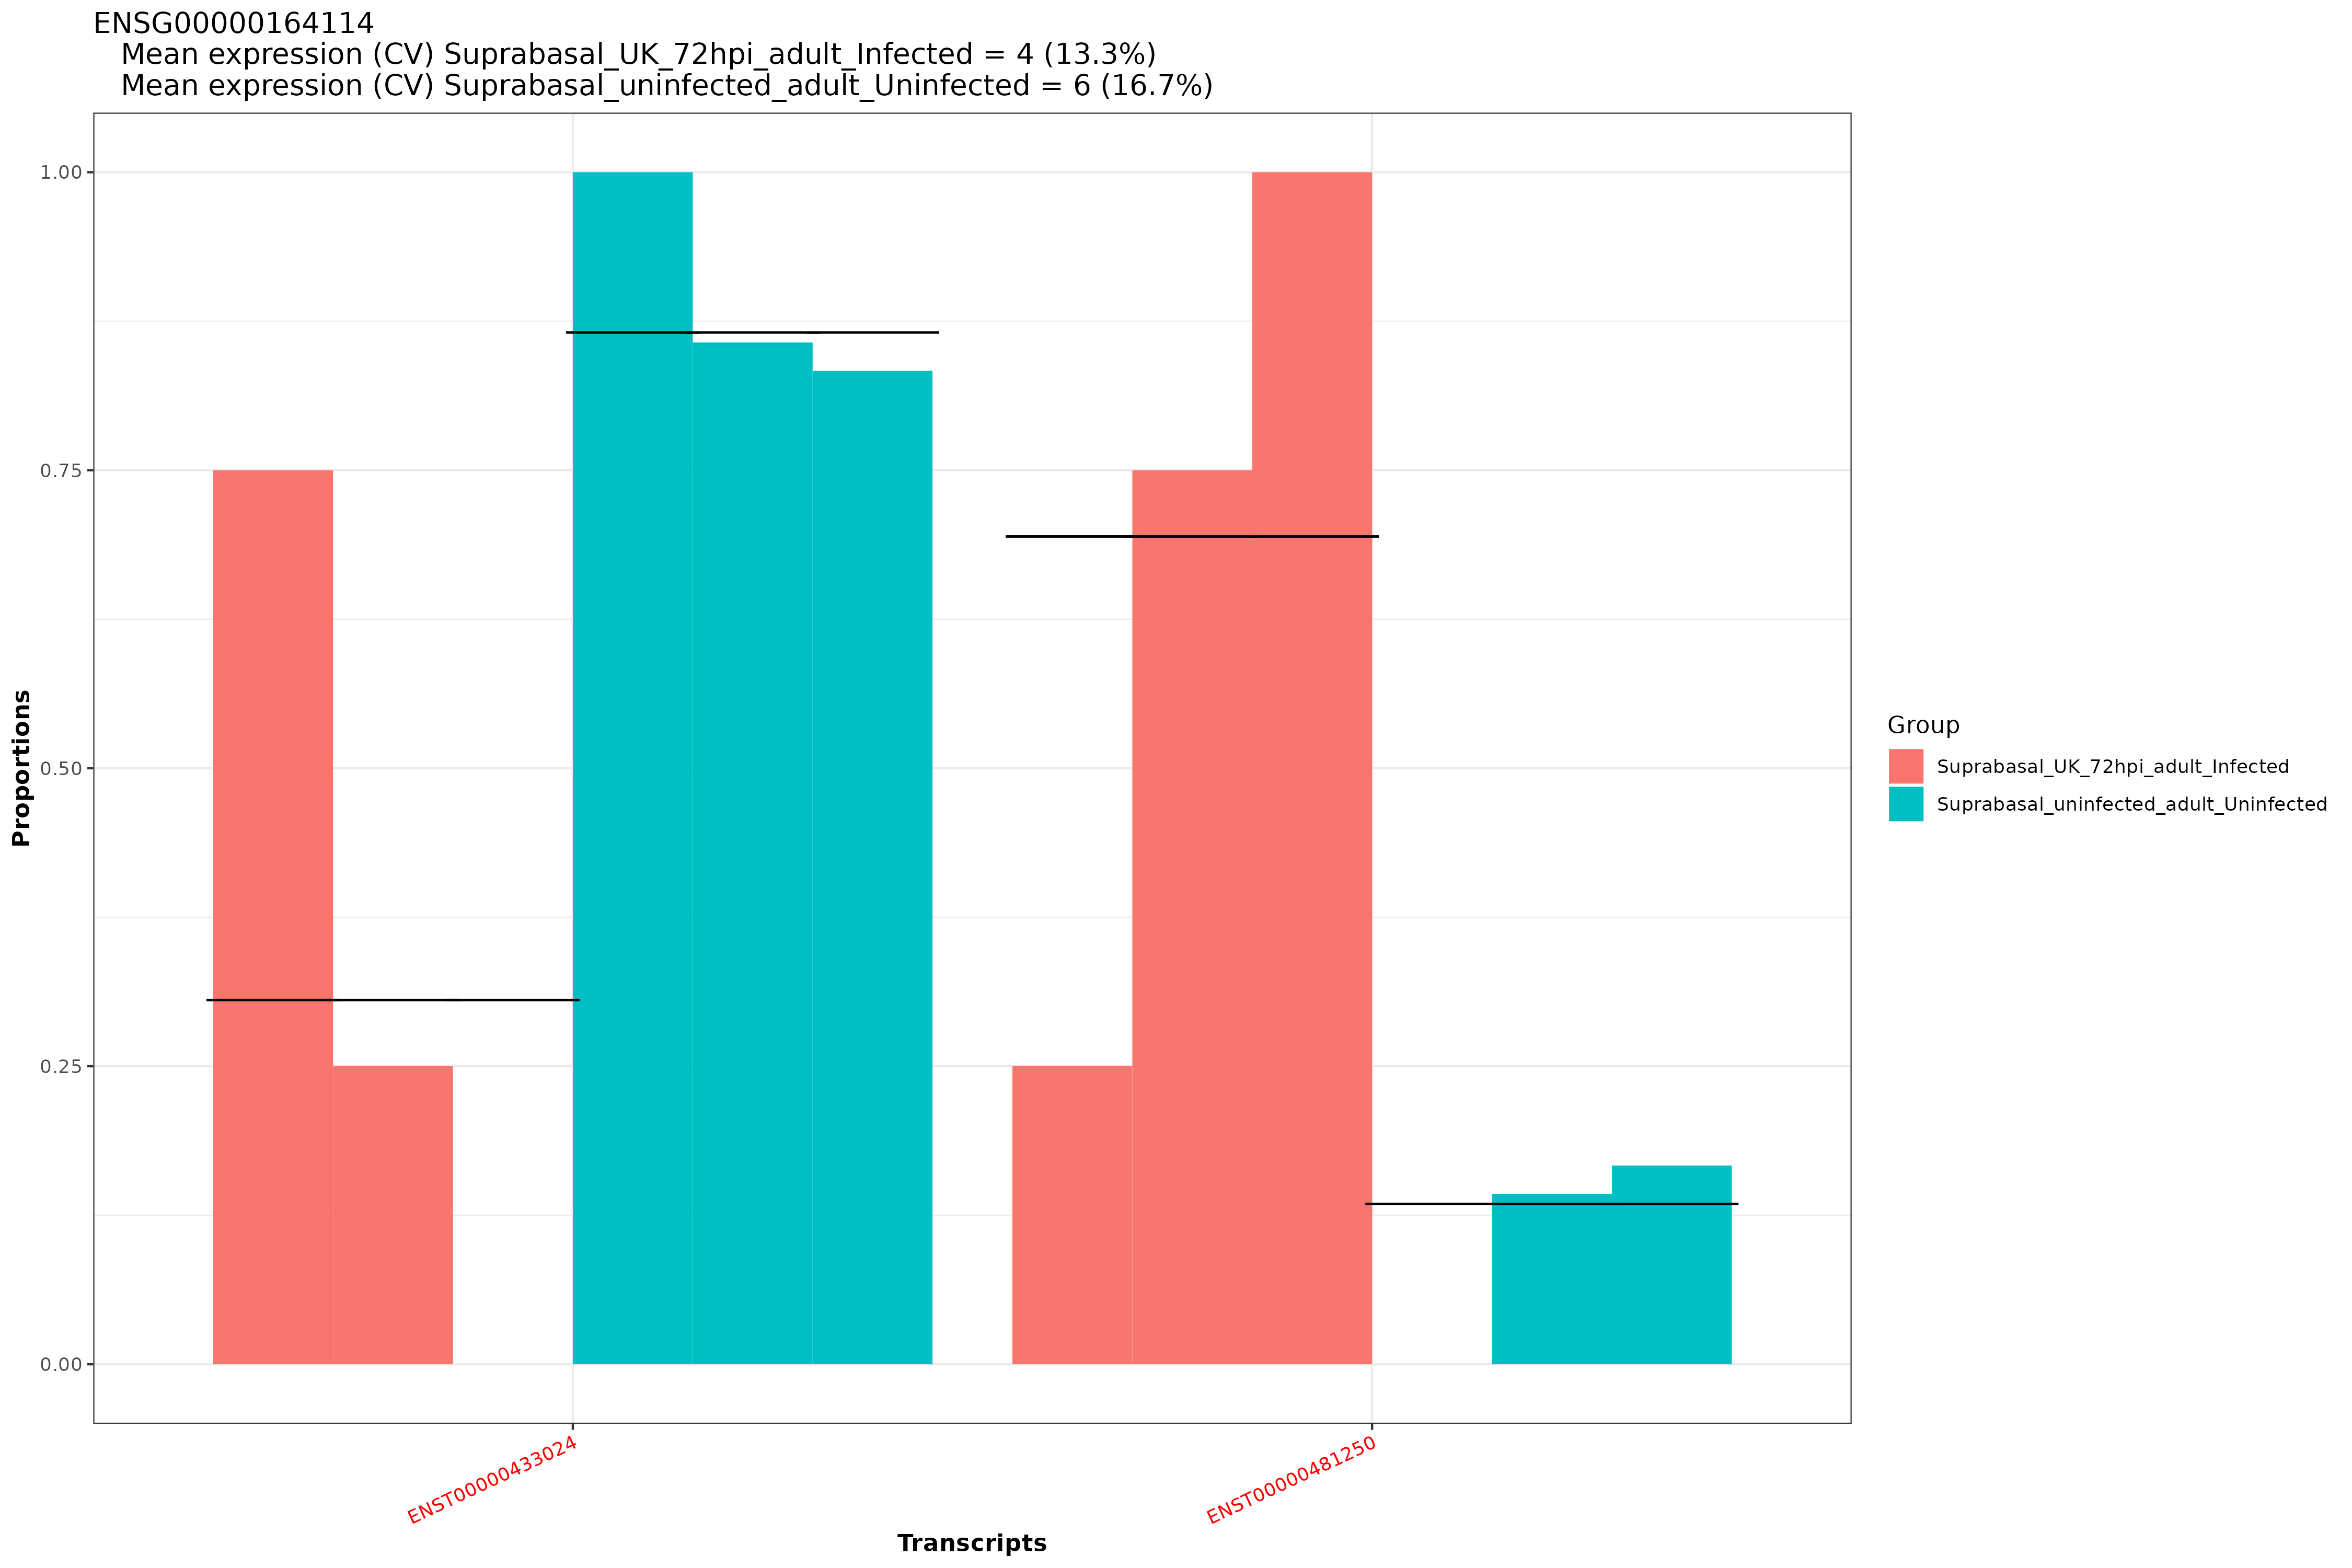 ENSG00000164114
Mean expression (CV) Suprabasal_UK_72hpi_adult_Infected = 4 (13.3%)
Mean expression (CV) Suprabasal_uninfected_adult_Uninfected = 6 (16.7%)
1.00
0.75
0.50
0.25
0.00
Proportions
ENST00000433024
ENST00000481250
Transcripts
Group
Suprabasal_UK_72hpi_adult_Infected
Suprabasal_uninfected_adult_Uninfected